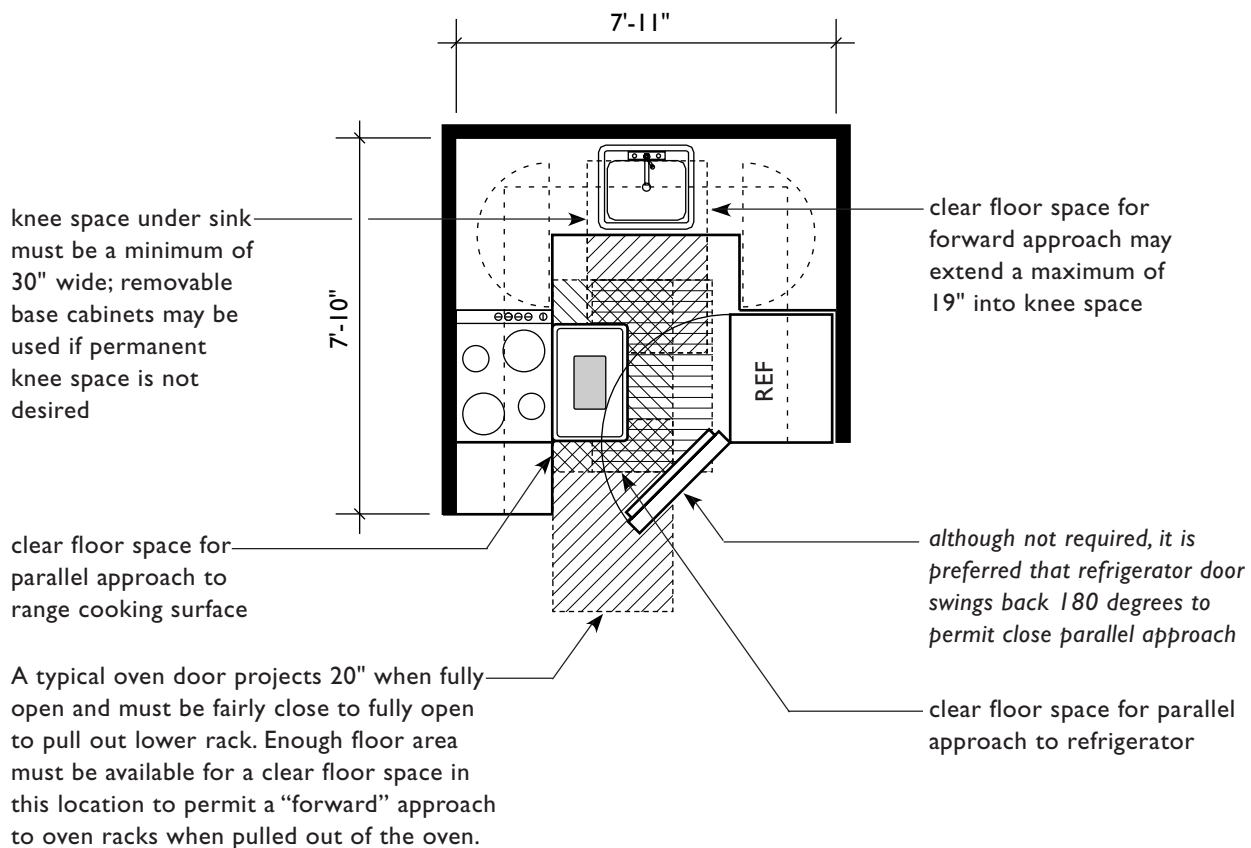 7'-11"
7'-10"
knee space under sink
must be a minimum of
30" wide; removable
base cabinets may be
used if permanent
knee space is not
desired
clear floor space for
forward approach may
extend a maximum of
19" into knee space
REF
clear floor space for
parallel approach to
range cooking surface
although not required, it is
preferred that refrigerator door
swings back 180 degrees to
permit close parallel approach
A typical oven door projects 20" when fully
open and must be fairly close to fully open
to pull out lower rack. Enough floor area
must be available for a clear floor space in
this location to permit a “forward” approach
to oven racks when pulled out of the oven.
clear floor space for parallel
approach to refrigerator